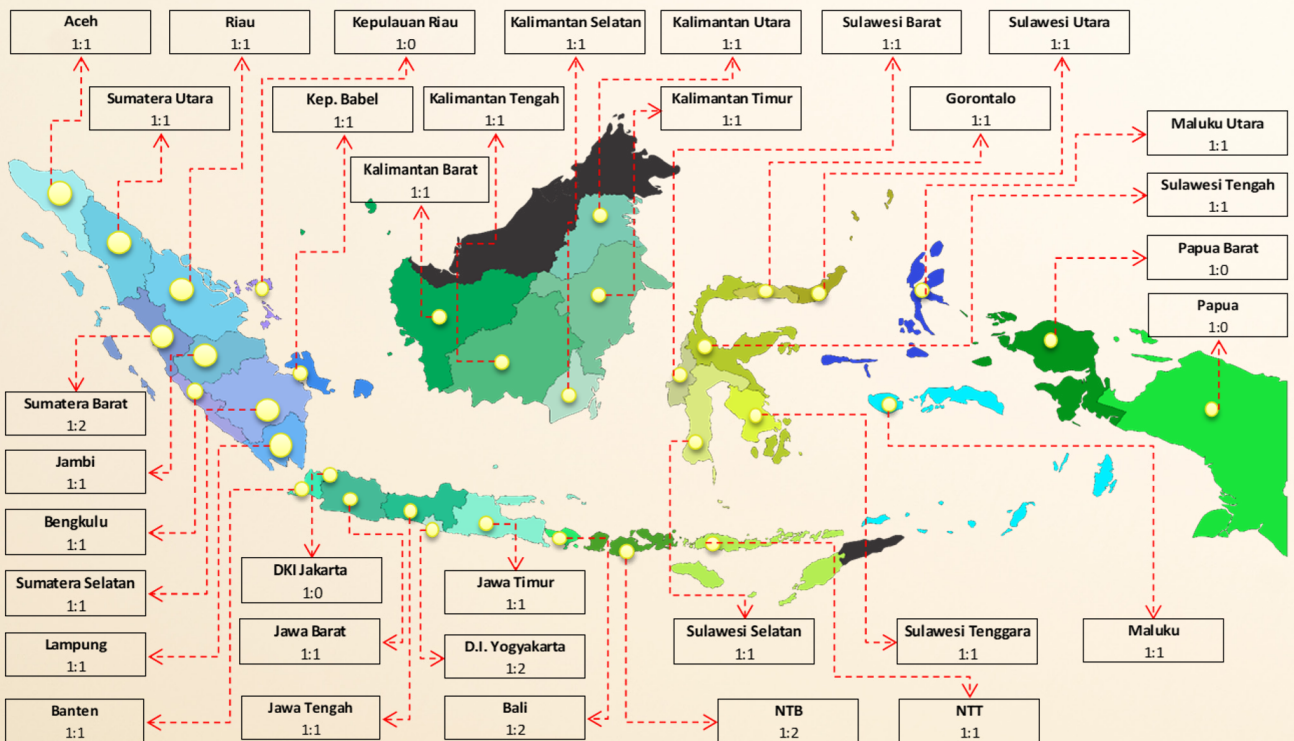 Aceh
1:1
Riau
1:1
Kepulauan Riau
1:0
Kalimantan Selatan
1:1
Kalimantan Utara
1:1
Sulawesi Barat
1:1
Sulawesi Utara
1:1
Sumatera Utara
1:1
Kep. Babel
1:1
Kalimantan Tengah
1:1
Kalimantan Timur
1:1
Gorontalo
1:1
Maluku Utara
1:1
Kalimantan Barat
1:1
Sulawesi Tengah
1:1
Papua Barat
1:0
Papua
1:0
Sumatera Barat
1:2
Jambi
1:1
Bengkulu
1:1
Sumatera Selatan
1:1
DKI Jakarta
1:0
Jawa Timur
1:1
Lampung
1:1
Jawa Barat
1:1
D.I. Yogyakarta
1:2
Sulawesi Selatan
1:1
Sulawesi Tenggara
1:1
Maluku
1:1
Banten
1:1
Jawa Tengah
1:1
Bali
1:2
NTB
1:2
NTT
1:1